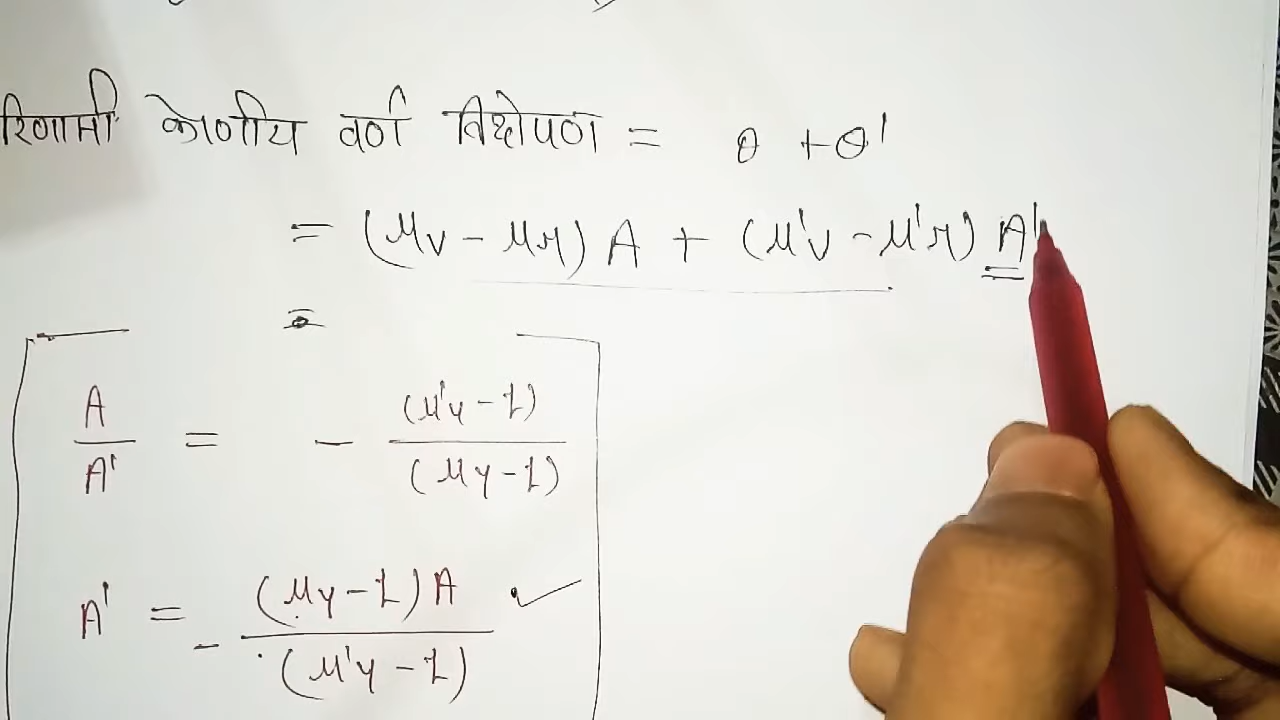 रिणामी कोणीय वर्ण विक्षेपण = θ + θ'
= (μv - μr) A + (μ'v - μ'r) A'
=
A/A' = - (μ'y - 1)/(μy - 1)
A' = - (μy - 1) A/(μ'y - 1) ✓